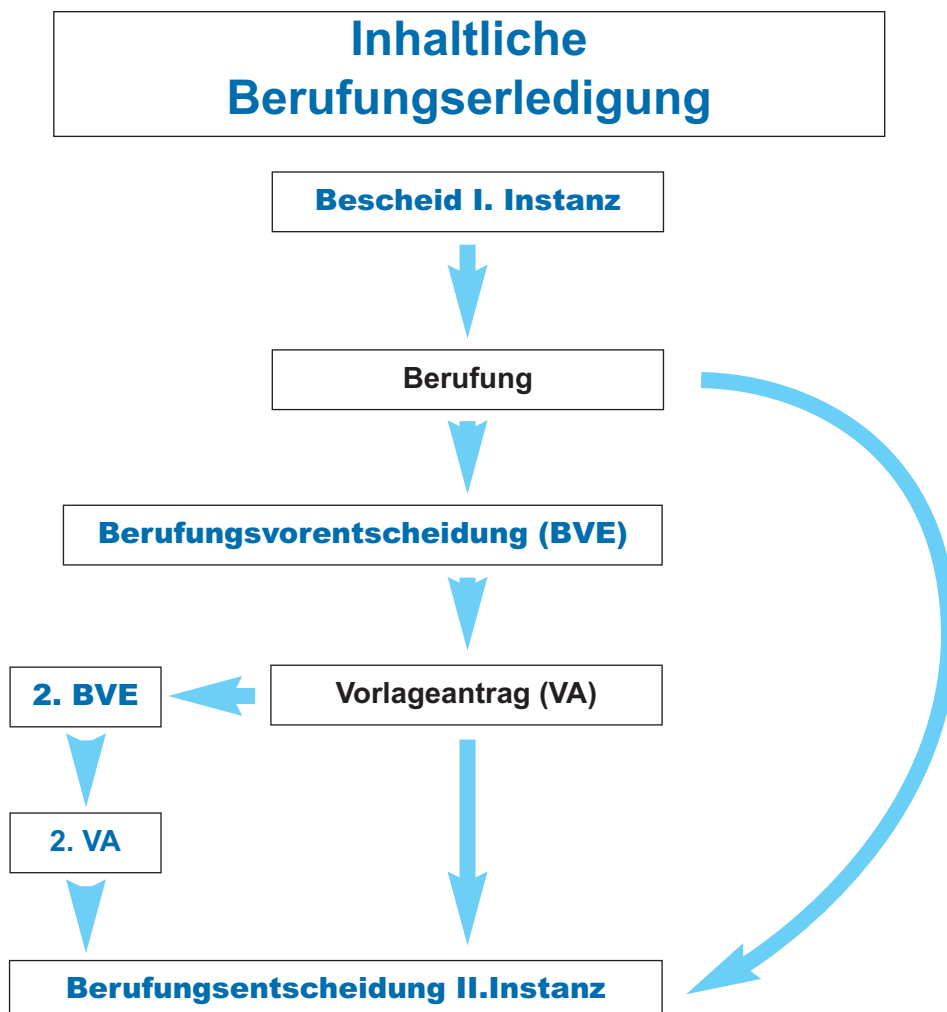 Inhaltliche
Berufungserledigung
Bescheid I. Instanz
Berufung
Berufungsvorentscheidung (BVE)
2. BVE
Vorlageantrag (VA)
2. VA
Berufungsentscheidung II.Instanz